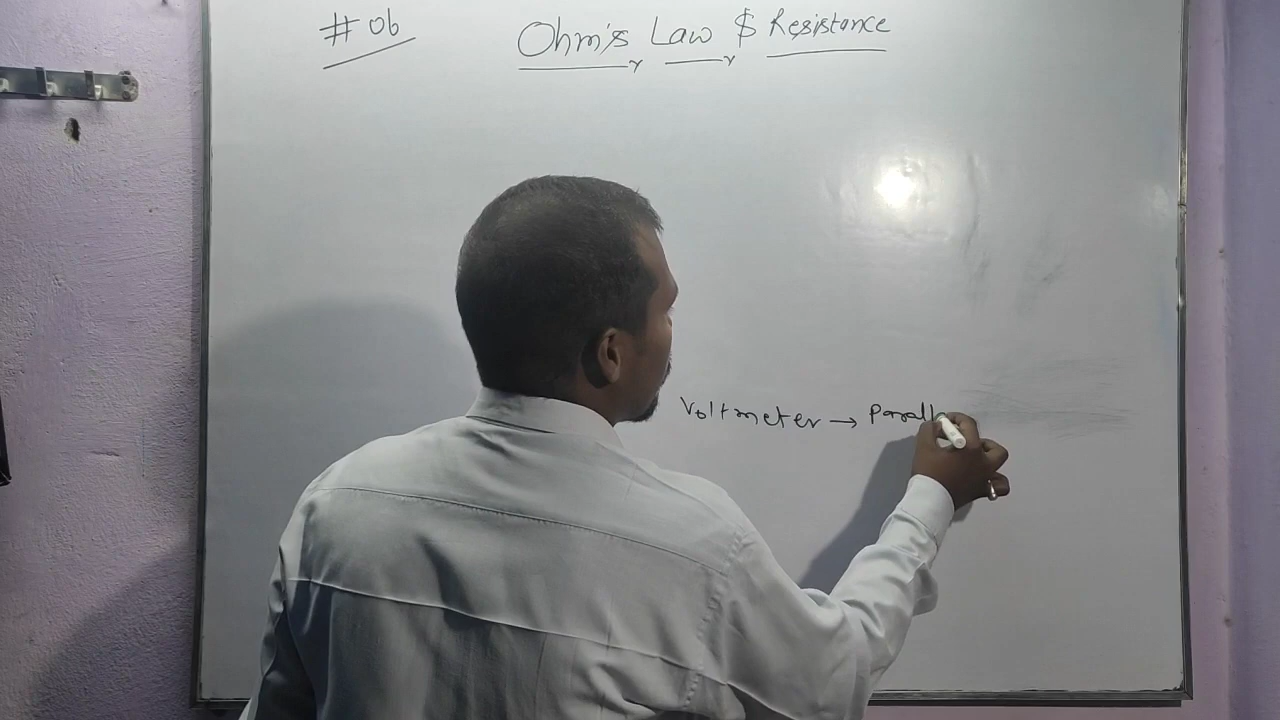 # 06
Ohm's Law $ Resistance
Voltmeter → Parall